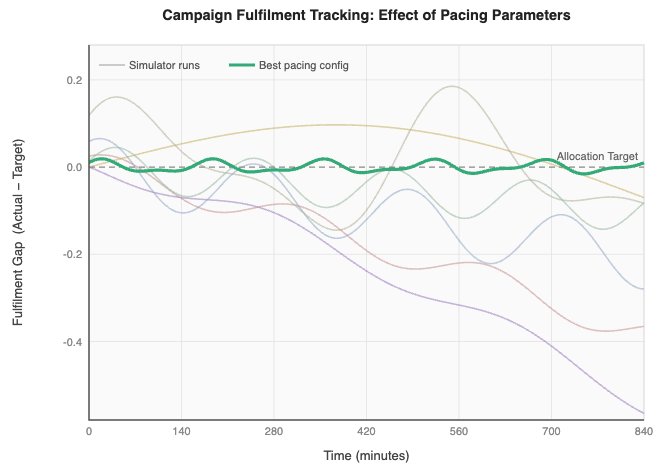 Campaign Fulfilment Tracking: Effect of Pacing Parameters
Simulator runs
Best pacing config
0.2
0.0
-0.2
-0.4
Allocation Target
Fulfilment Gap (Actual – Target)
0
140
280
420
560
700
840
Time (minutes)